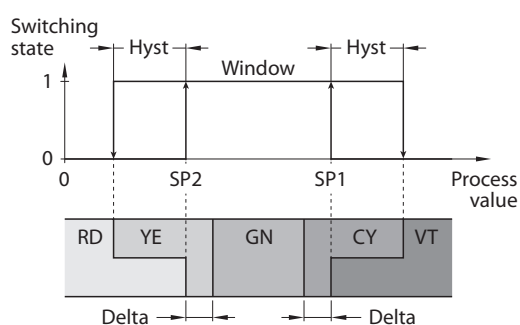 Switching
state
Hyst
Hyst
Window
1
0
0
SP2
SP1
Process
value
RD
YE
GN
CY
VT
Delta
Delta